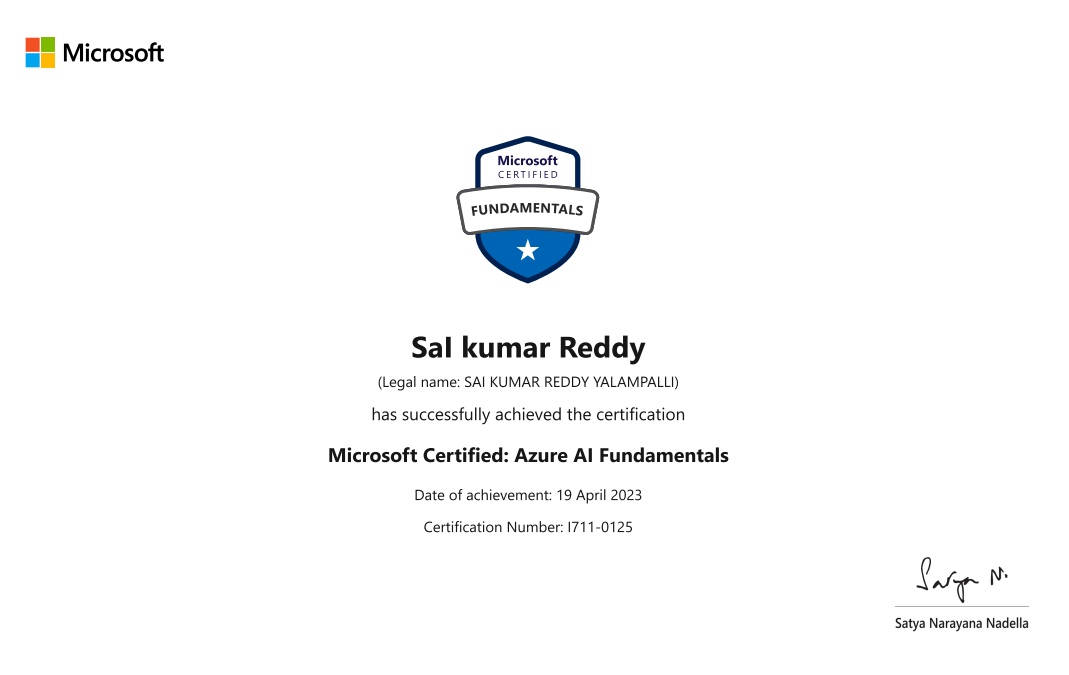 Microsoft
Microsoft
CERTIFIED
FUNDAMENTALS
SaI kumar Reddy
(Legal name: SAI KUMAR REDDY YALAMPALLI)
has successfully achieved the certification
Microsoft Certified: Azure AI Fundamentals
Date of achievement: 19 April 2023
Certification Number: I711-0125
Satya N.
Satya Narayana Nadella